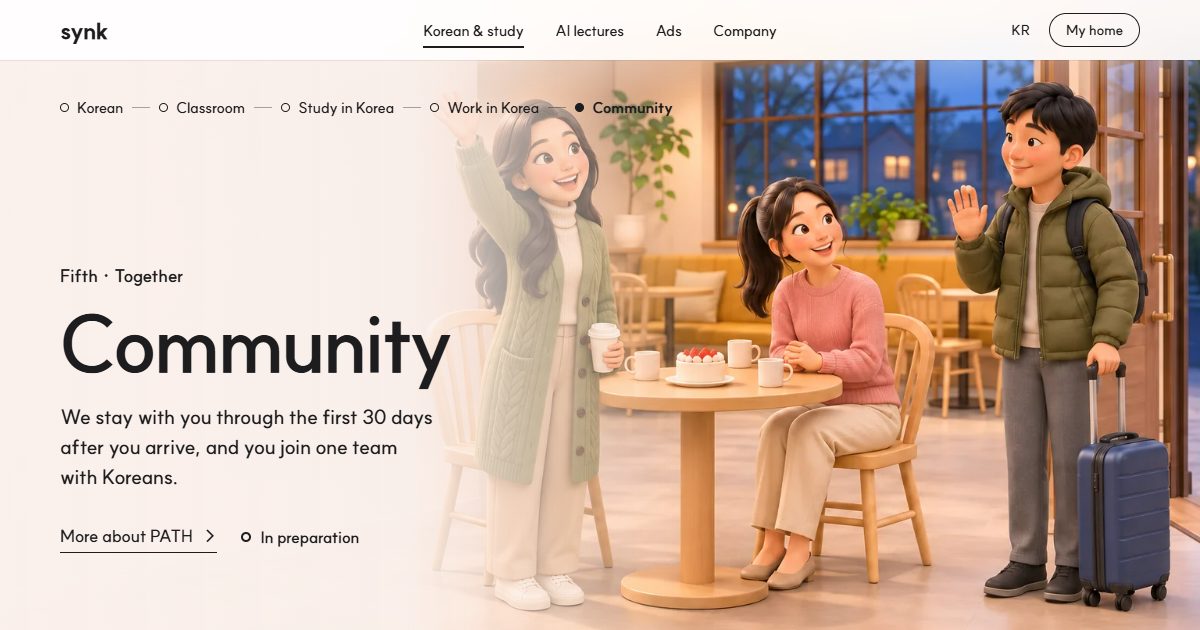 synk
Korean & study
AI lectures
Ads
Company
KR
My home
Korean
Classroom
Study in Korea
Work in Korea
Community
Fifth · Together
Community
We stay with you through the first 30 days
after you arrive, and you join one team
with Koreans.
More about PATH
In preparation